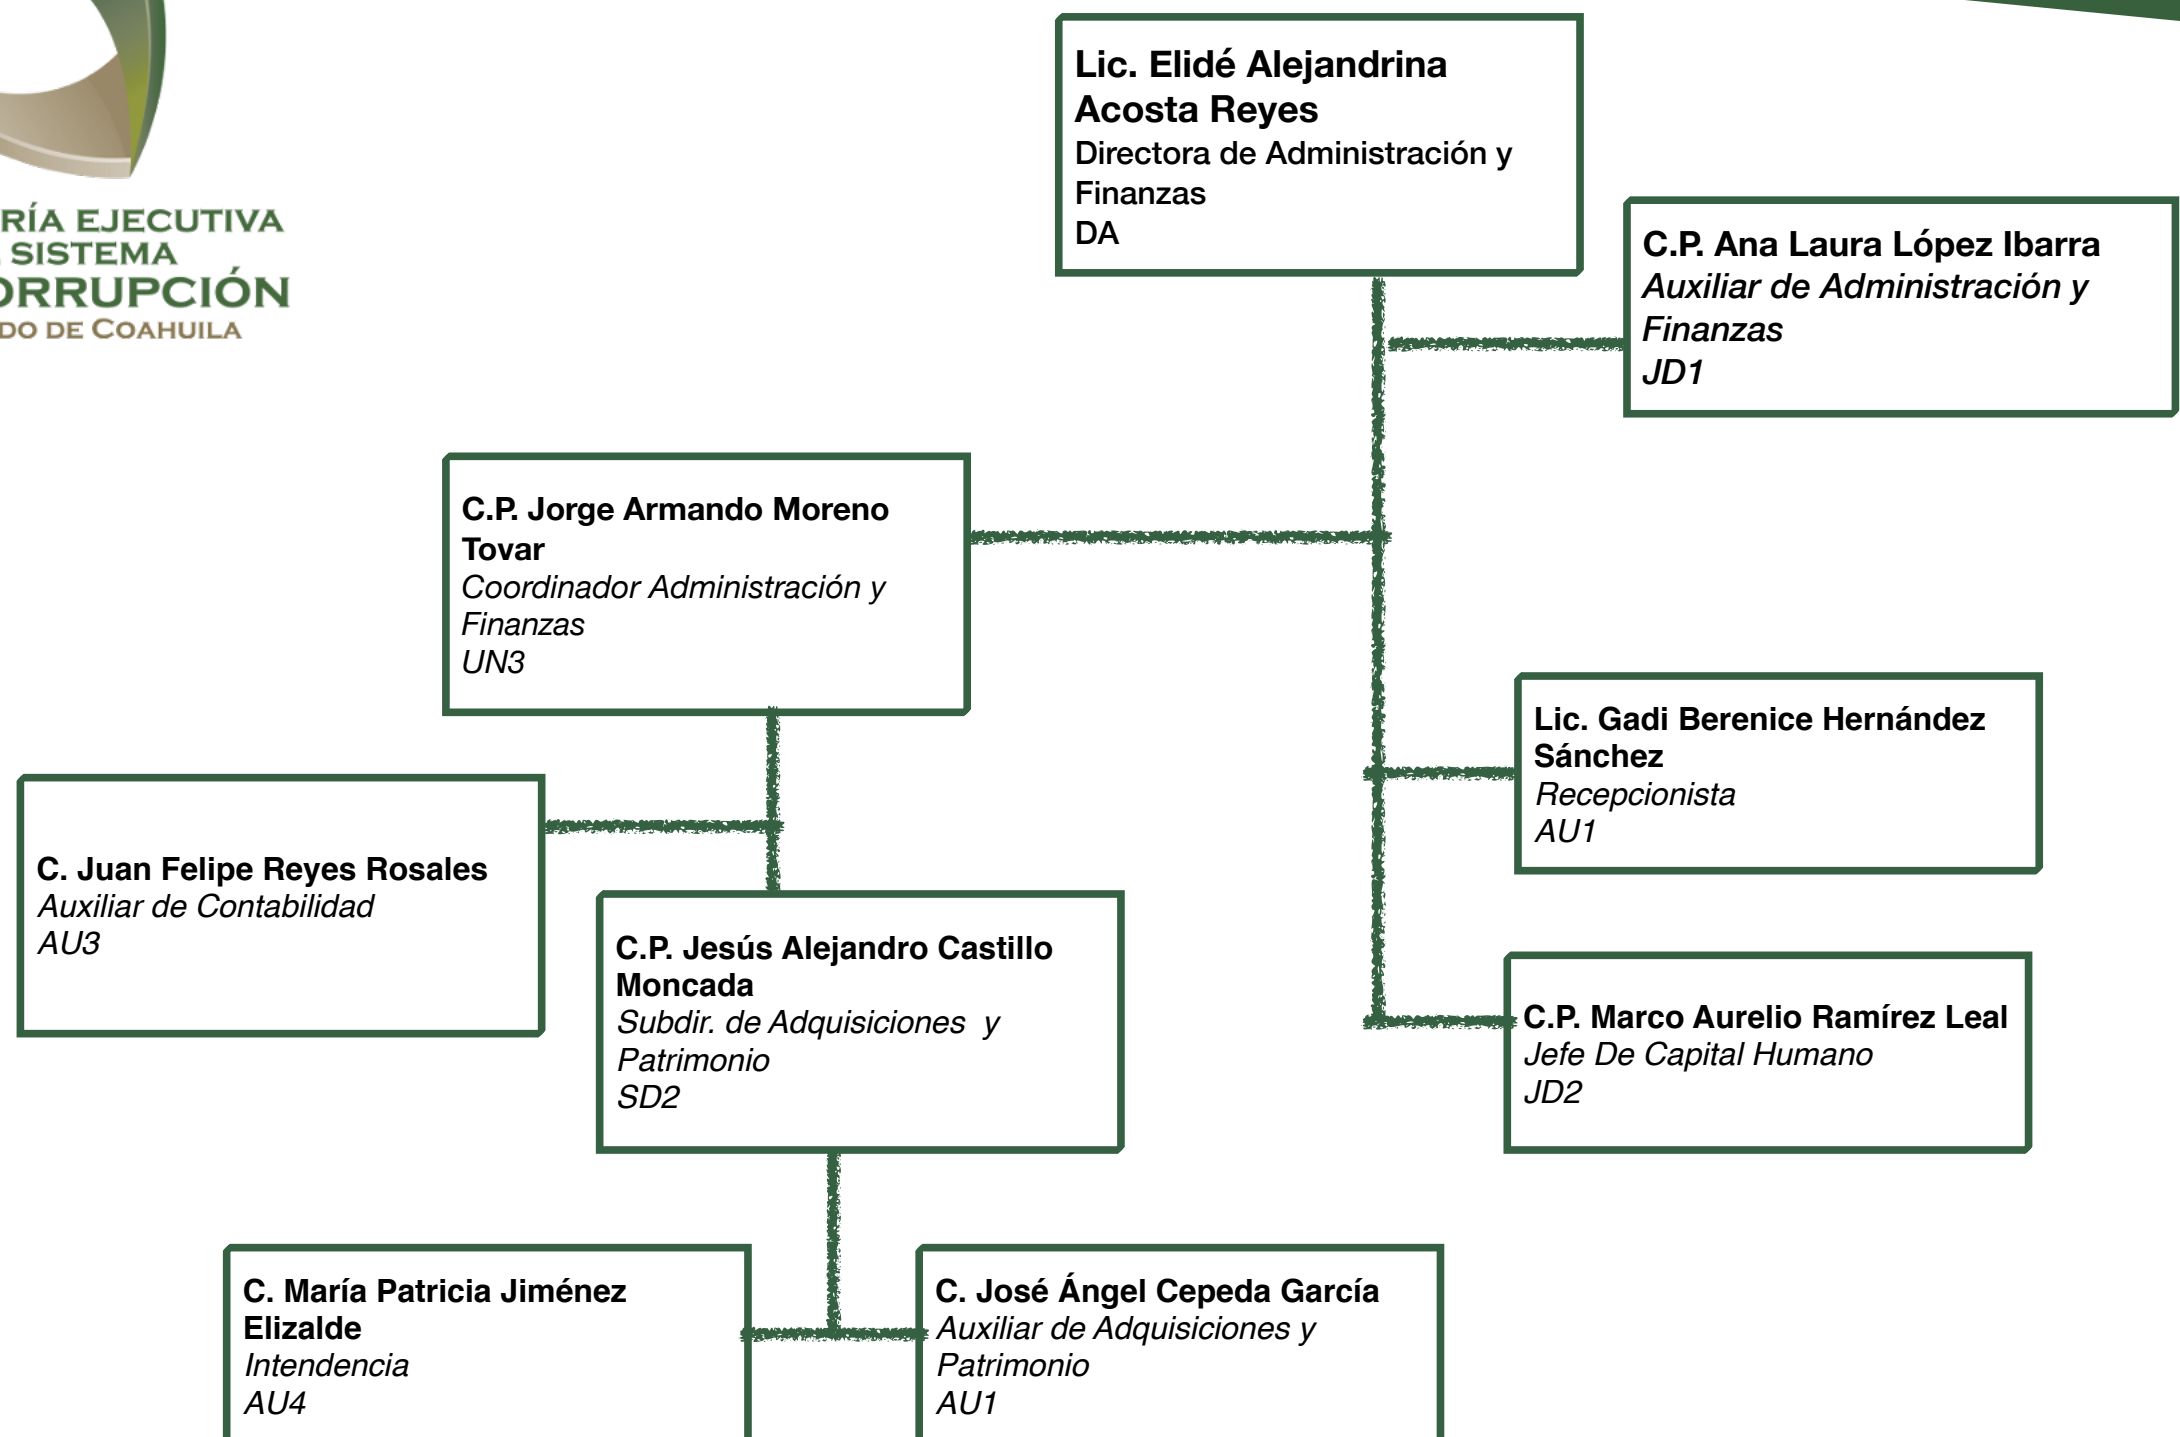 RÍA EJECUTIVA
SISTEMA
ORRUPCIÓN
DO DE COAHUILA
Lic. Elidé Alejandrina
Acosta Reyes
Directora de Administración y
Finanzas
DA
C.P. Ana Laura López Ibarra
Auxiliar de Administración y
Finanzas
JD1
C.P. Jorge Armando Moreno
Tovar
Coordinador Administración y
Finanzas
UN3
Lic. Gadi Berenice Hernández
Sánchez
Recepcionista
AU1
C. Juan Felipe Reyes Rosales
Auxiliar de Contabilidad
AU3
C.P. Jesús Alejandro Castillo
Moncada
Subdir. de Adquisiciones y
Patrimonio
SD2
C.P. Marco Aurelio Ramírez Leal
Jefe De Capital Humano
JD2
C. María Patricia Jiménez
Elizalde
Intendencia
AU4
C. José Ángel Cepeda García
Auxiliar de Adquisiciones y
Patrimonio
AU1